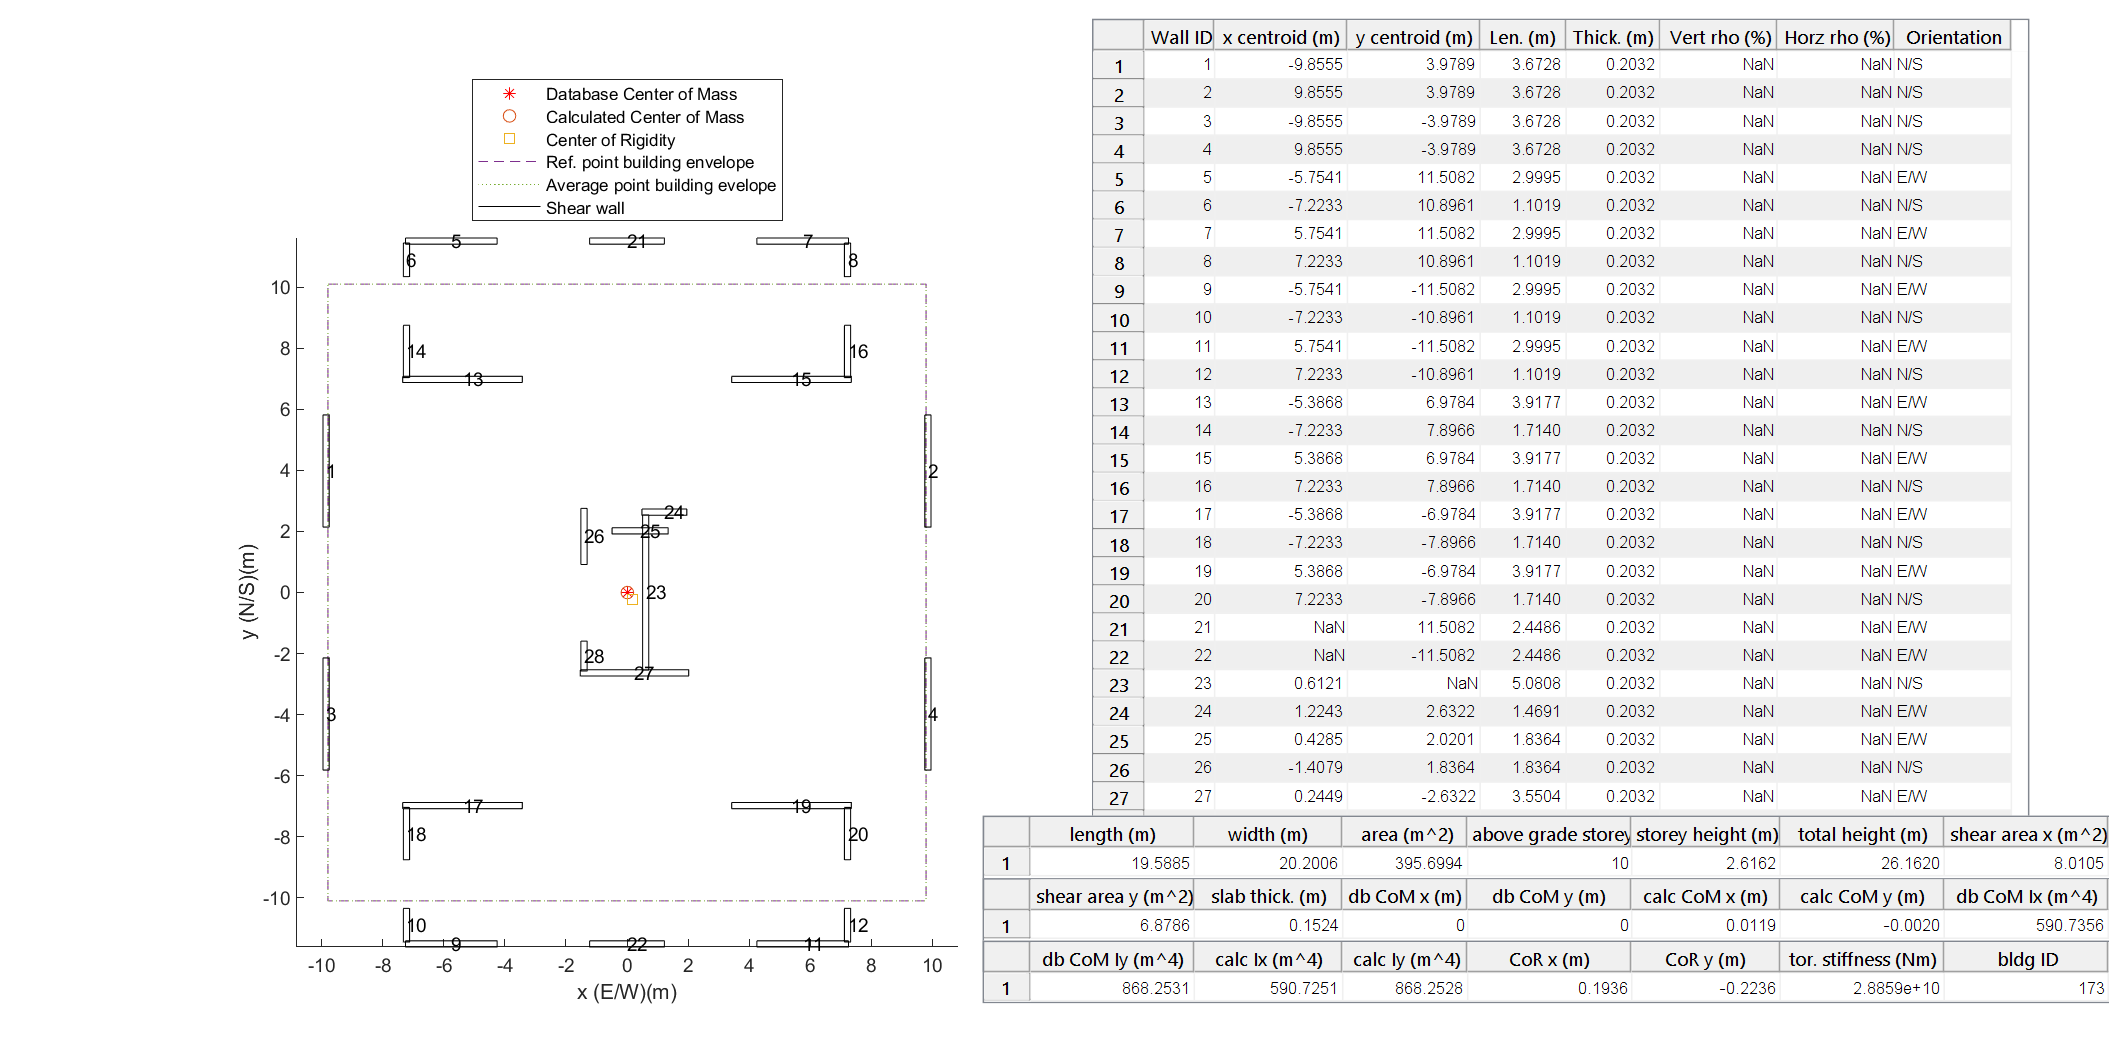 Database Center of Mass
Calculated Center of Mass
Center of Rigidity
Ref. point building envelope
Average point building evelope
Shear wall
5 21 7
6 8
10
8
14 16
13 15
6
4
1 2
24
2
26 25
0
23
-2
28
27
-4
3 4
-6
17 19
-8
18 20
-10
10 12
9 22 11
-10 -8 -6 -4 -2 0 2 4 6 8 10
x (E/W)(m)
y (N/S)(m)
Wall ID x centroid (m) y centroid (m) Len. (m) Thick. (m) Vert rho (%) Horz rho (%) Orientation
1 1 -9.8555 3.9789 3.6728 0.2032 NaN NaN N/S
2 2 9.8555 3.9789 3.6728 0.2032 NaN NaN N/S
3 3 -9.8555 -3.9789 3.6728 0.2032 NaN NaN N/S
4 4 9.8555 -3.9789 3.6728 0.2032 NaN NaN N/S
5 5 -5.7541 11.5082 2.9995 0.2032 NaN NaN E/W
6 6 -7.2233 10.8961 1.1019 0.2032 NaN NaN N/S
7 7 5.7541 11.5082 2.9995 0.2032 NaN NaN E/W
8 8 7.2233 10.8961 1.1019 0.2032 NaN NaN N/S
9 9 -5.7541 -11.5082 2.9995 0.2032 NaN NaN E/W
10 10 -7.2233 -10.8961 1.1019 0.2032 NaN NaN N/S
11 11 5.7541 -11.5082 2.9995 0.2032 NaN NaN E/W
12 12 7.2233 -10.8961 1.1019 0.2032 NaN NaN N/S
13 13 -5.3868 6.9784 3.9177 0.2032 NaN NaN E/W
14 14 -7.2233 7.8966 1.7140 0.2032 NaN NaN N/S
15 15 5.3868 6.9784 3.9177 0.2032 NaN NaN E/W
16 16 7.2233 7.8966 1.7140 0.2032 NaN NaN N/S
17 17 -5.3868 -6.9784 3.9177 0.2032 NaN NaN E/W
18 18 -7.2233 -7.8966 1.7140 0.2032 NaN NaN N/S
19 19 5.3868 -6.9784 3.9177 0.2032 NaN NaN E/W
20 20 7.2233 -7.8966 1.7140 0.2032 NaN NaN N/S
21 21 NaN 11.5082 2.4486 0.2032 NaN NaN E/W
22 22 NaN -11.5082 2.4486 0.2032 NaN NaN E/W
23 23 0.6121 NaN 5.0808 0.2032 NaN NaN N/S
24 24 1.2243 2.6322 1.4691 0.2032 NaN NaN E/W
25 25 0.4285 2.0201 1.8364 0.2032 NaN NaN E/W
26 26 -1.4079 1.8364 1.8364 0.2032 NaN NaN N/S
27 27 0.2449 -2.6322 3.5504 0.2032 NaN NaN E/W
length (m) width (m) area (m^2) above grade storey storey height (m) total height (m) shear area x (m^2)
1 19.5885 20.2006 395.6994 10 2.6162 26.1620 8.0105
shear area y (m^2) slab thick. (m) db CoM x (m) db CoM y (m) calc CoM x (m) calc CoM y (m) db CoM Ix (m^4)
1 6.8786 0.1524 0 0 0.0119 -0.0020 590.7356
db CoM Iy (m^4) calc Ix (m^4) calc Iy (m^4) CoR x (m) CoR y (m) tor. stiffness (Nm) bldg ID
1 868.2531 590.7251 868.2528 0.1936 -0.2236 2.8859e+10 173